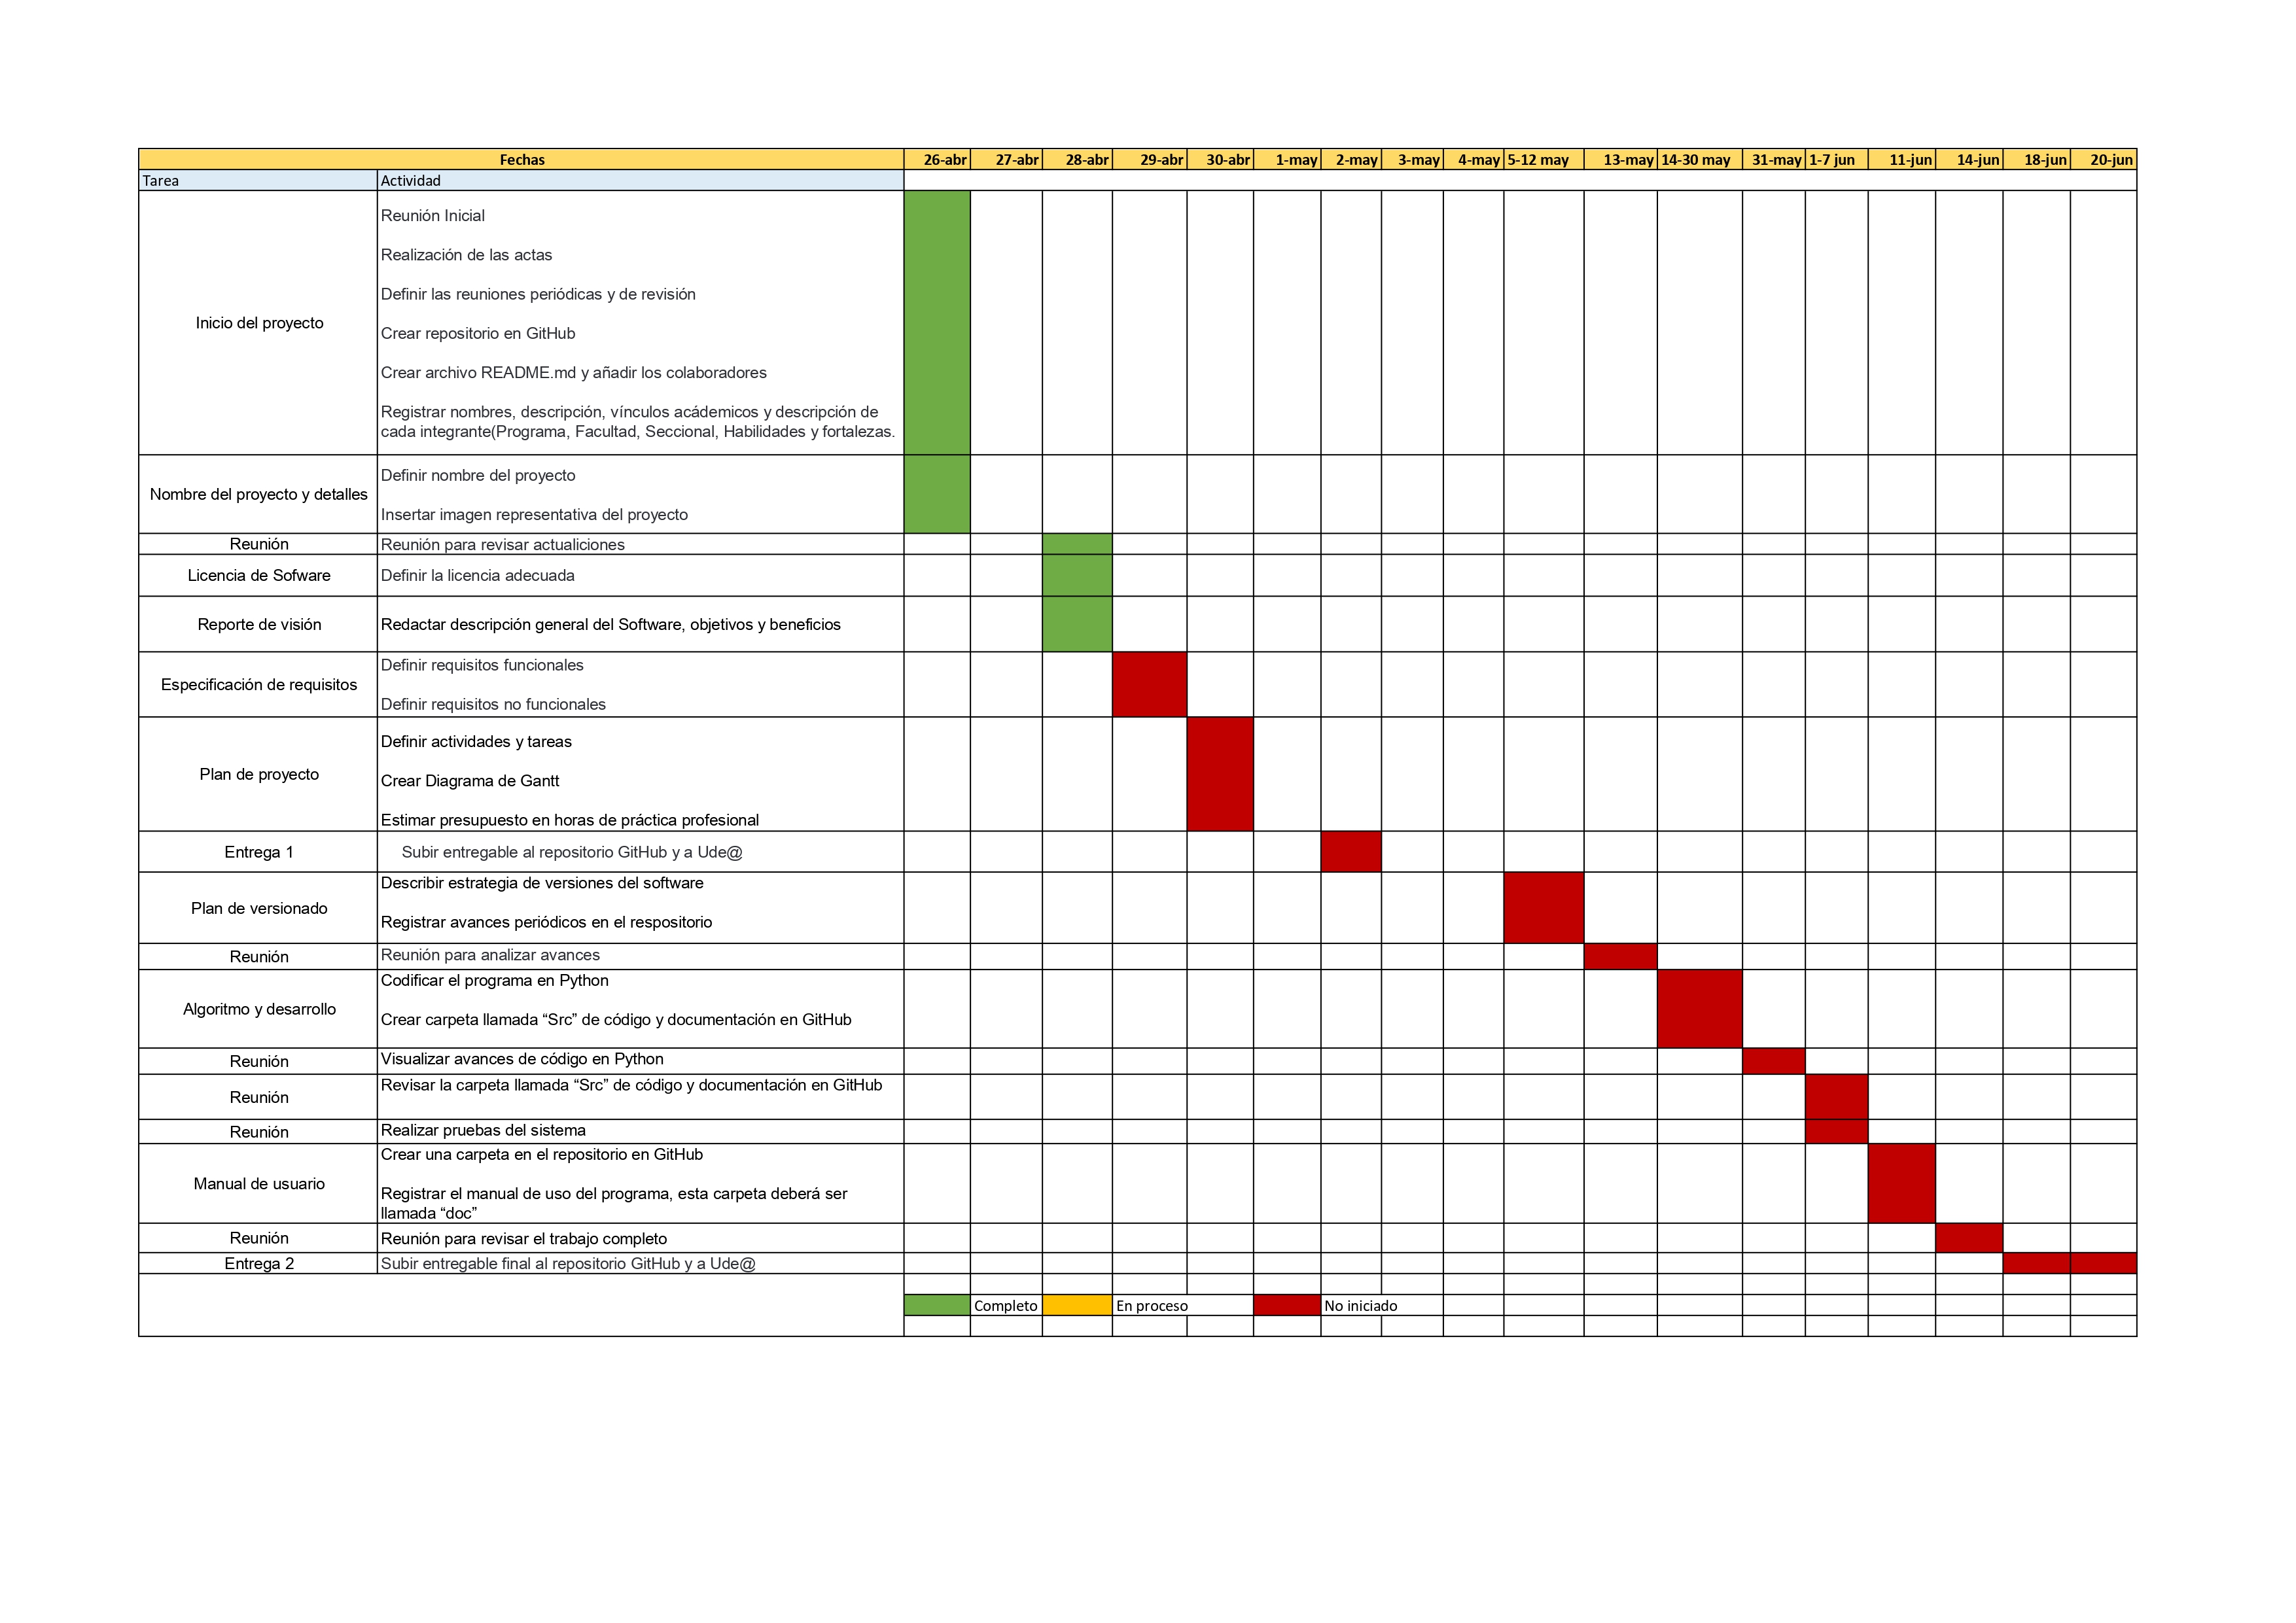 Fechas 26-abr 27-abr 28-abr 29-abr 30-abr 1-may 2-may 3-may 4-may 5-12 may 13-may 14-30 may 31-may 1-7 jun 11-jun 14-jun 18-jun 20-jun
Tarea Actividad
Inicio del proyecto
Reunión Inicial
Realización de las actas
Definir las reuniones periódicas y de revisión
Crear repositorio en GitHub
Crear archivo README.md y añadir los colaboradores
Registrar nombres, descripción, vínculos acádemicos y descripción de
cada integrante(Programa, Facultad, Seccional, Habilidades y fortalezas.
Nombre del proyecto y detalles
Definir nombre del proyecto
Insertar imagen representativa del proyecto
Reunión Reunión para revisar actualiciones
Licencia de Sofware Definir la licencia adecuada
Reporte de visión Redactar descripción general del Software, objetivos y beneficios
Especificación de requisitos
Definir requisitos funcionales
Definir requisitos no funcionales
Plan de proyecto
Definir actividades y tareas
Crear Diagrama de Gantt
Estimar presupuesto en horas de práctica profesional
Entrega 1 Subir entregable al repositorio GitHub y a Ude@
Plan de versionado
Describir estrategia de versiones del software
Registrar avances periódicos en el respositorio
Reunión Reunión para analizar avances
Algoritmo y desarrollo
Codificar el programa en Python
Crear carpeta llamada “Src” de código y documentación en GitHub
Reunión Visualizar avances de código en Python
Reunión Revisar la carpeta llamada “Src” de código y documentación en GitHub
Reunión Realizar pruebas del sistema
Manual de usuario
Crear una carpeta en el repositorio en GitHub
Registrar el manual de uso del programa, esta carpeta deberá ser
llamada “doc”
Reunión Reunión para revisar el trabajo completo
Entrega 2 Subir entregable final al repositorio GitHub y a Ude@
Completo En proceso No iniciado